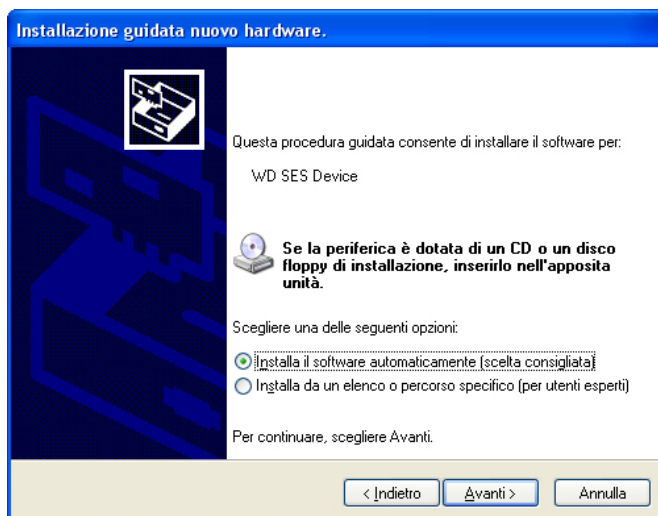 Installazione guidata nuovo hardware.
Questa procedura guidata consente di installare il software per:
WD SES Device
Se la periferica è dotata di un CD o un disco
floppy di installazione, inserirlo nell'apposita
unità.
Scegliere una delle seguenti opzioni:
Installa il software automaticamente (scelta consigliata)
Installa da un elenco o percorso specifico (per utenti esperti)
Per continuare, scegliere Avanti.
< Indietro
Avanti >
Annulla